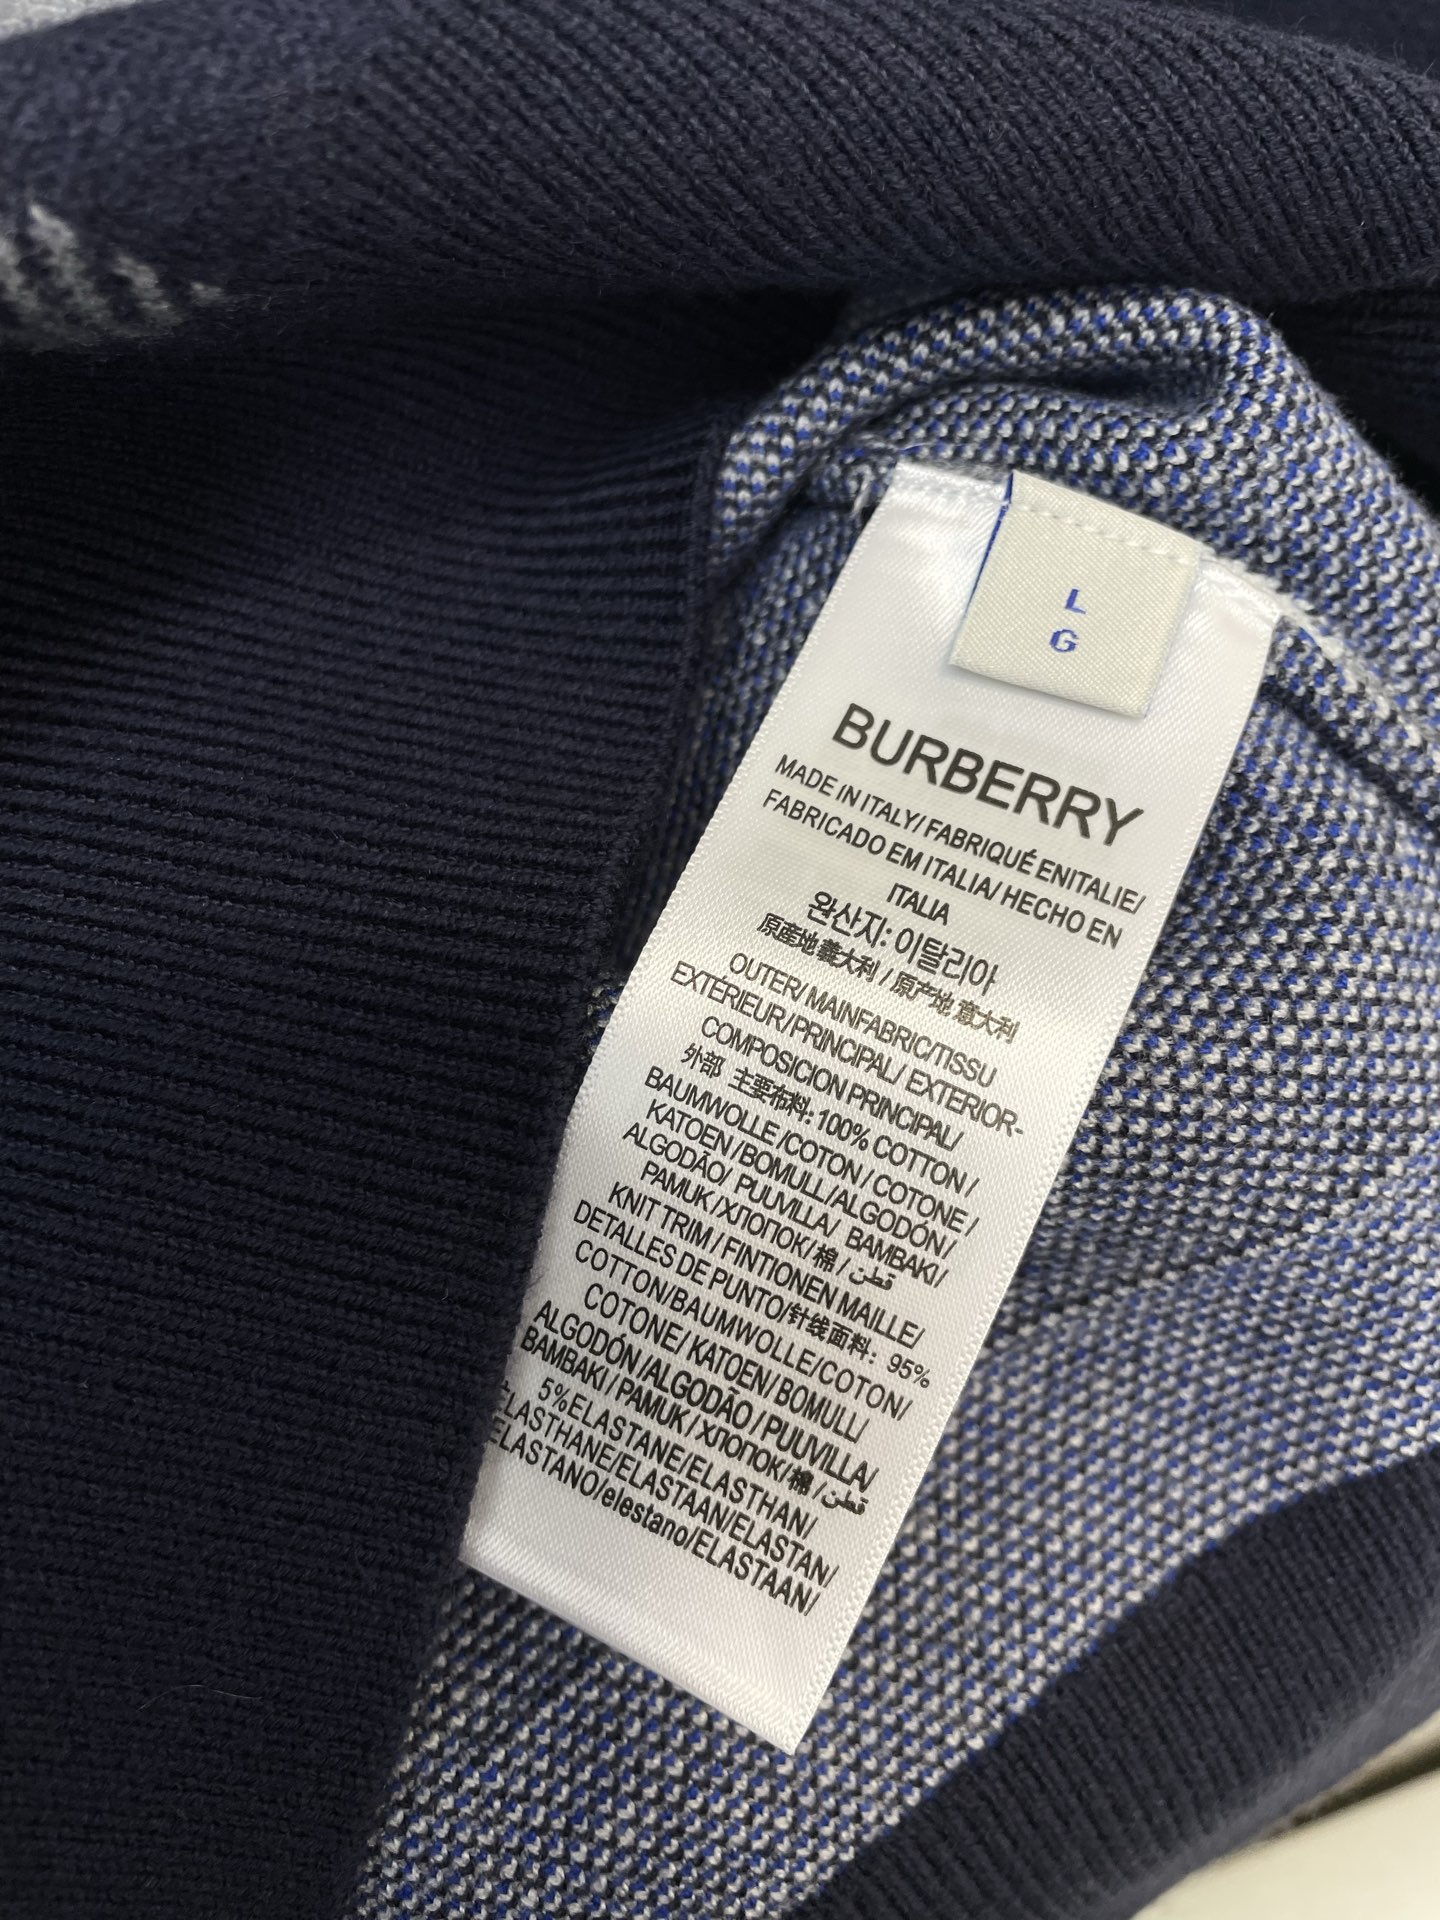 L
G
BURBERRY
MADE IN ITALY/ FABRIQUÉ ENITALIE/
FABRICADO EM ITALIA/ HECHO EN
ITALIA
완산지: 이탈리아
原産地 義大利 / 原产地 意大利
OUTER/ MAINFABRIC/TISSU
EXTÉRIEUR/PRINCIPAL/ EXTERIOR-
COMPOSICION PRINCIPAL/
外部 主要布料: 100% COTTON /
BAUMWOLLE /COTON / COTONE /
KATOEN /BOMULL/ALGODÓN/
ALGODÃO/ PUUVILLA/ BAMBAKI/
PAMUK/ХЛОПОК/棉 / قطن
KNIT TRIM / FINTIONEN MAILLE/
DETALLES DE PUNTO/针线面料: 95%
COTTON/BAUMWOLLE/COTON/
COTONE/ KATOEN/ BOMULL/
ALGODÓN /ALGODÃO / PUUVILLA/
BAMBAKI / PAMUK / ХЛОПОК/棉 / قطن
5%ELASTANE/ELASTHAN/
ELASTHANE/ELASTAAN/ELASTAN/
ELASTANO/elestano/ELASTAAN/